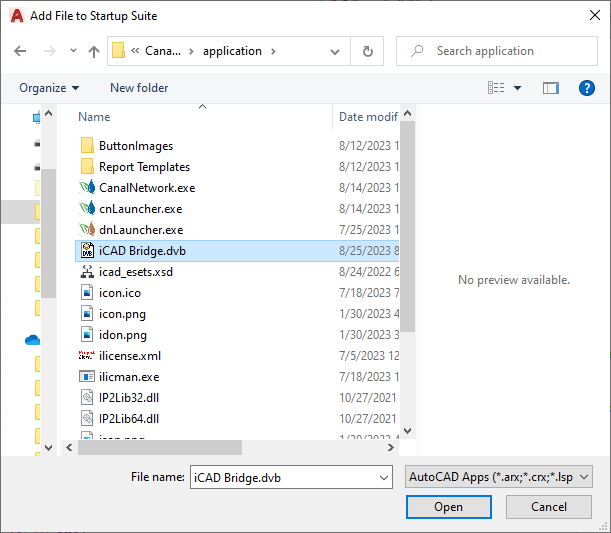 Add File to Startup Suite
« Cana... › application ›
Search application
Organize New folder
Name Date modif
ButtonImages 8/12/2023 1
Report Templates 8/12/2023 1
CanalNetwork.exe 8/14/2023 1
cnLauncher.exe 8/14/2023 1
dnLauncher.exe 7/25/2023 1
iCAD Bridge.dvb 8/25/2023 8
icad_esets.xsd 8/24/2022 6
icon.ico 7/18/2023 7
icon.png 1/30/2023 4
idon.png 1/30/2023 3
ilicense.xml 7/5/2023 12
ilicman.exe 7/18/2023 1
IP2Lib32.dll 10/27/2021
IP2Lib64.dll 10/27/2021
No preview available.
File name: iCAD Bridge.dvb AutoCAD Apps (*.arx;*.crx;*.lsp
Open Cancel